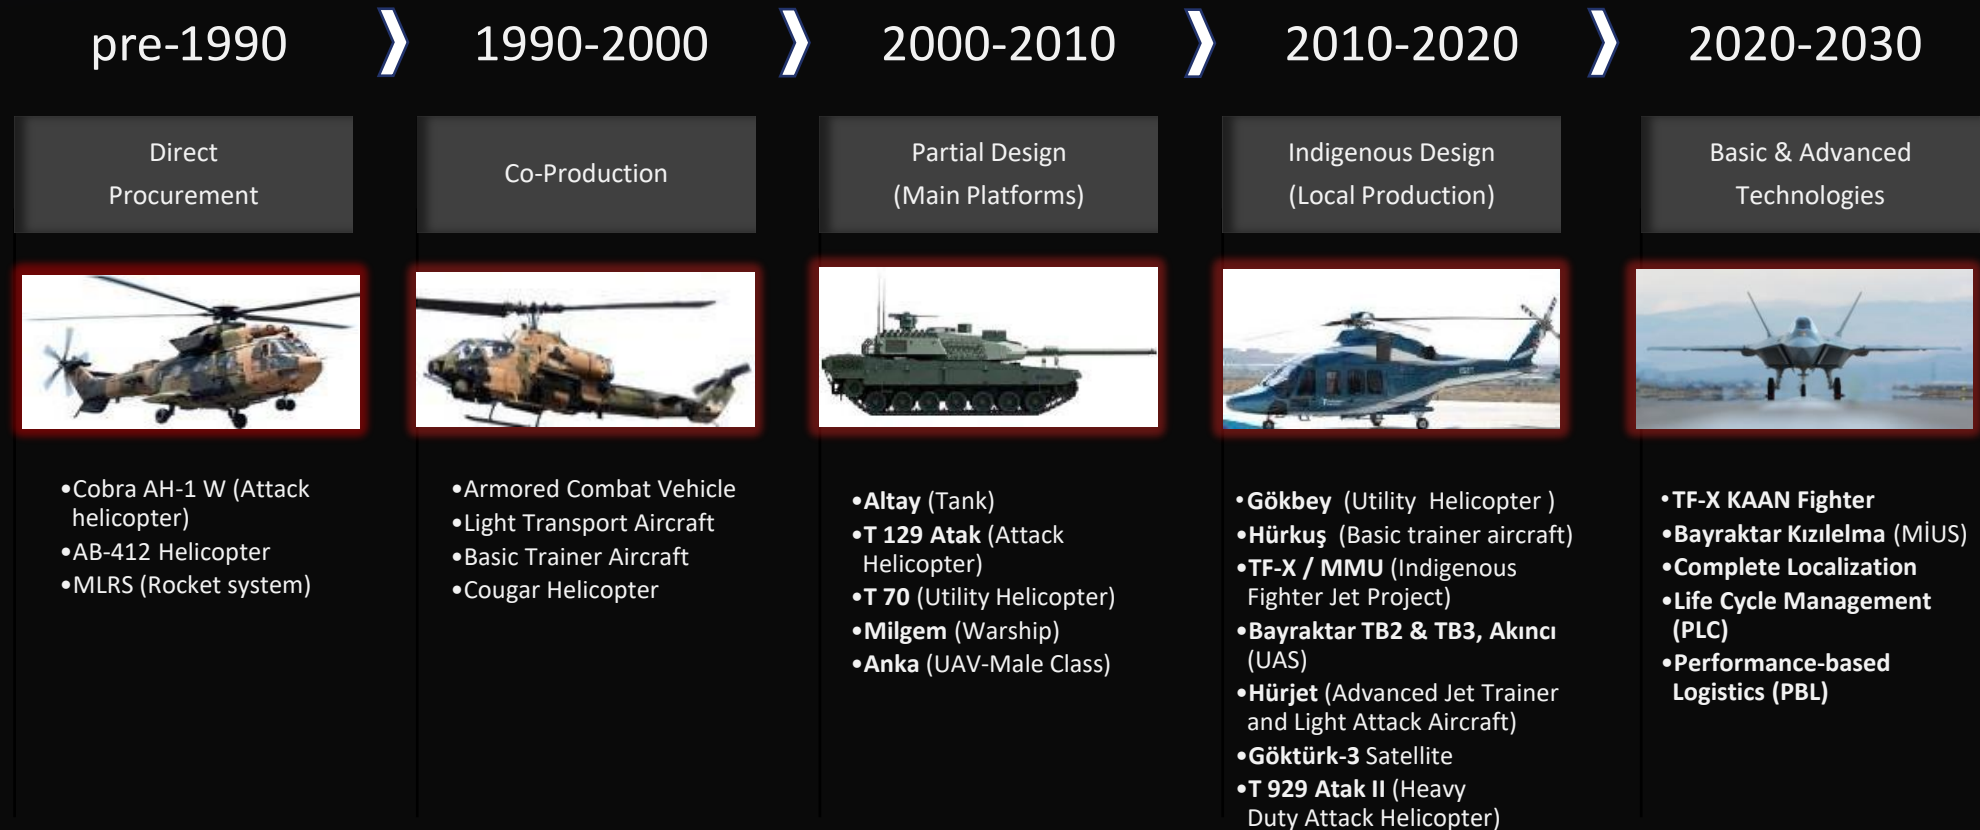 pre-1990
1990-2000
2000-2010
2010-2020
2020-2030
Direct
Procurement
Co-Production
Partial Design
(Main Platforms)
Indigenous Design
(Local Production)
Basic & Advanced
Technologies
•Cobra AH-1 W (Attack
helicopter)
•AB-412 Helicopter
•MLRS (Rocket system)
•Armored Combat Vehicle
•Light Transport Aircraft
•Basic Trainer Aircraft
•Cougar Helicopter
•Altay (Tank)
•T 129 Atak (Attack
Helicopter)
•T 70 (Utility Helicopter)
•Milgem (Warship)
•Anka (UAV-Male Class)
•Gökbey (Utility Helicopter )
•Hürkuş (Basic trainer aircraft)
•TF-X / MMU (Indigenous
Fighter Jet Project)
•Bayraktar TB2 & TB3, Akıncı
(UAS)
•Hürjet (Advanced Jet Trainer
and Light Attack Aircraft)
•Göktürk-3 Satellite
•T 929 Atak II (Heavy
Duty Attack Helicopter)
•TF-X KAAN Fighter
•Bayraktar Kızılelma (MİUS)
•Complete Localization
•Life Cycle Management
(PLC)
•Performance-based
Logistics (PBL)